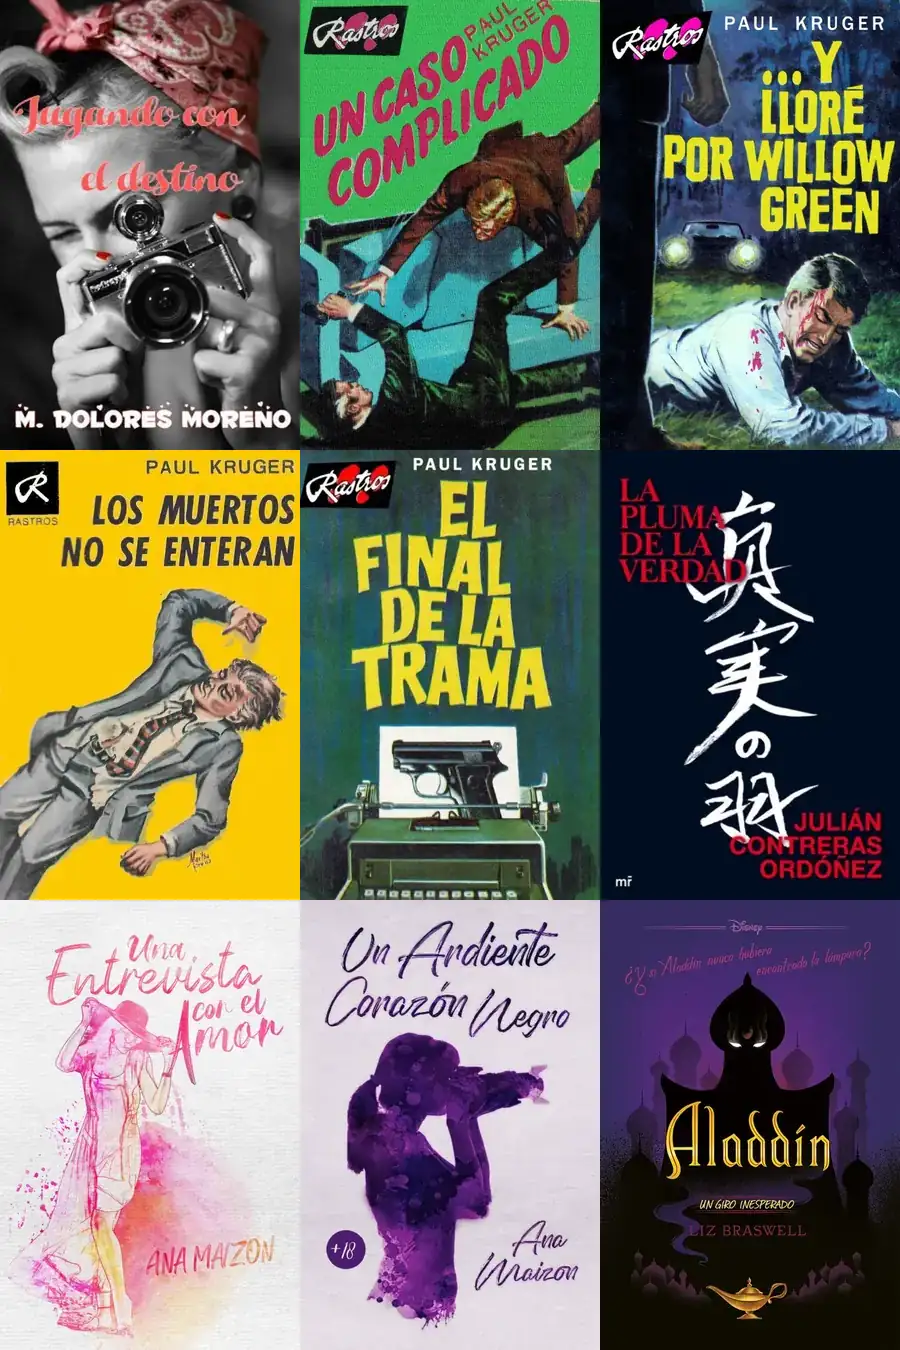 Jugando con
el destino
M. DOLORES MORENO
Rastros
PAUL
KRUGER
UN CASO
COMPLICADO
Rastros
PAUL KRUGER
...Y
LLORÉ
POR WILLOW
GREEN
R
RASTROS
PAUL KRUGER
LOS MUERTOS
NO SE ENTERAN
Rastros
PAUL KRUGER
EL
FINAL
DE LA
TRAMA
LA
PLUMA
DE LA
VERDAD
真
実
の
羽
JULIÁN
CONTRERAS
ORDÓÑEZ
mr
Una
Entrevista
con el
Amor
ANA MAIZON
Un Ardiente
Corazón Negro
+18
Ana
Maizon
Disney
¿Y si Aladdín nunca hubiera
encontrado la lámpara?
Aladdín
UN GIRO INESPERADO
LIZ BRASWELL